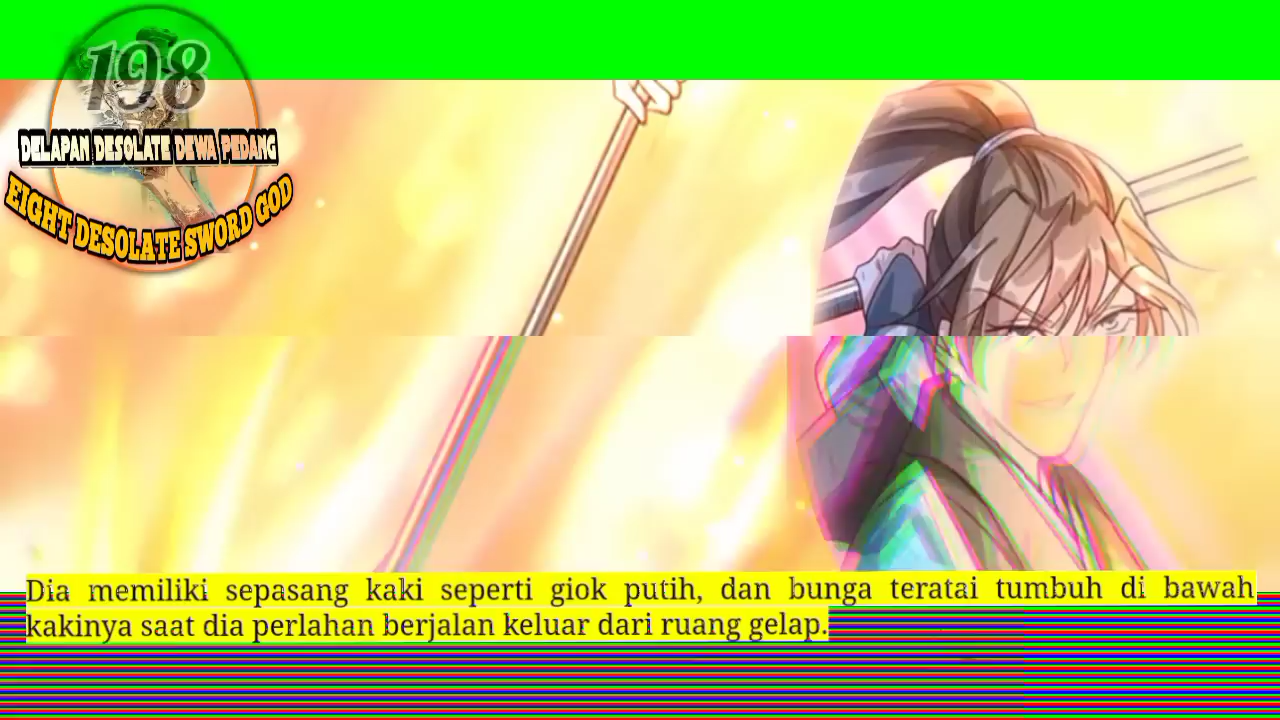 198
DELAPAN DESOLATE DEWA PEDANG
EIGHT DESOLATE SWORD GOD
Dia memiliki sepasang kaki seperti giok putih, dan bunga teratai tumbuh di bawah
kakinya saat dia perlahan berjalan keluar dari ruang gelap.